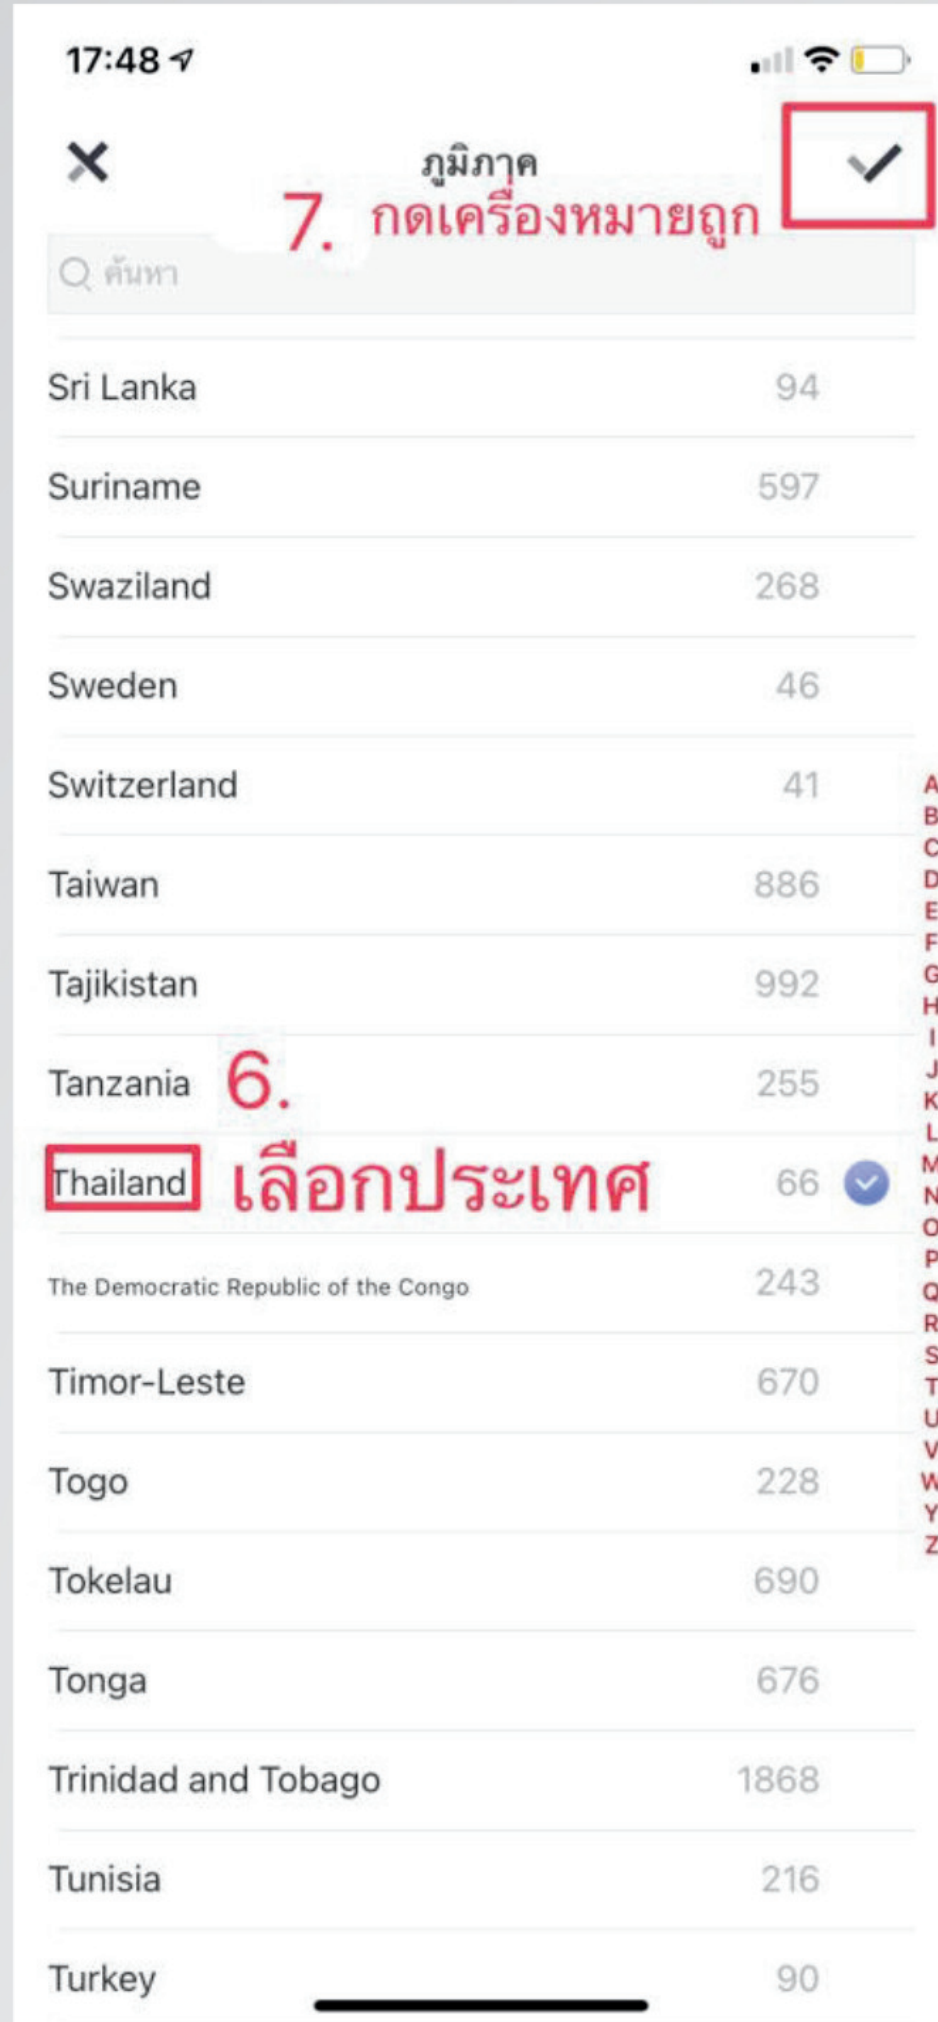 17:48
ภูมิภาค
7. กดเครื่องหมายถูก
ค้นหา
Sri Lanka 94
Suriname 597
Swaziland 268
Sweden 46
Switzerland 41
Taiwan 886
Tajikistan 992
Tanzania 255
6.
Thailand 66
เลือกประเทศ
The Democratic Republic of the Congo 243
Timor-Leste 670
Togo 228
Tokelau 690
Tonga 676
Trinidad and Tobago 1868
Tunisia 216
Turkey 90
A
B
C
D
E
F
G
H
I
J
K
L
M
N
O
P
Q
R
S
T
U
V
W
Y
Z